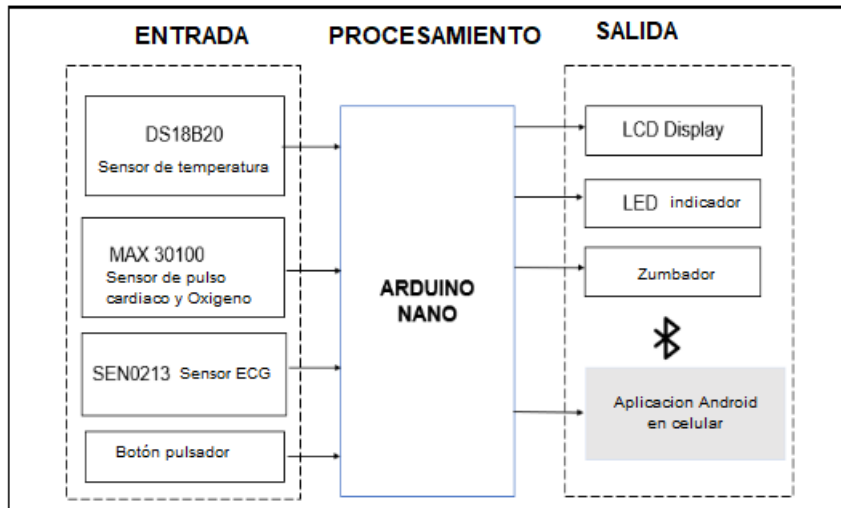 ENTRADA
PROCESAMIENTO
SALIDA
DS18B20
Sensor de temperatura
MAX 30100
Sensor de pulso
cardiaco y Oxigeno
SEN0213 Sensor ECG
Botón pulsador
ARDUINO
NANO
LCD Display
LED indicador
Zumbador
Aplicacion Android
en celular